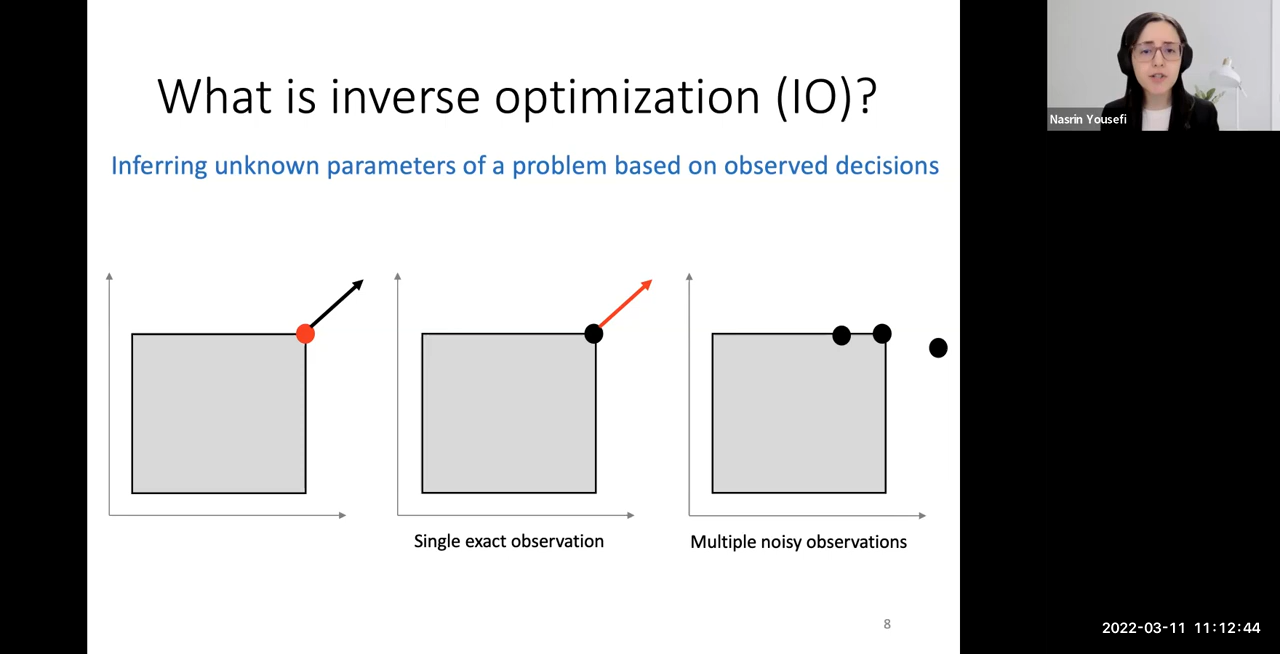 What is inverse optimization (IO)?
Inferring unknown parameters of a problem based on observed decisions
Single exact observation
Multiple noisy observations
8
Nasrin Yousefi
2022-03-11 11:12:44